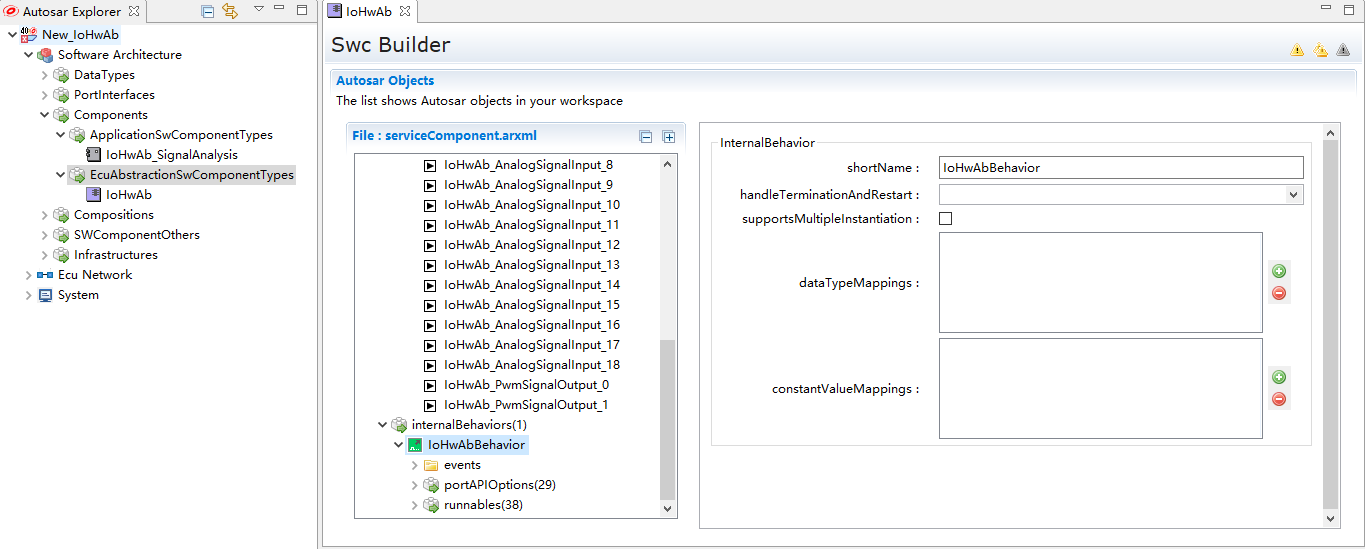 Autosar Explorer
New_IoHwAb
Software Architecture
DataTypes
PortInterfaces
Components
ApplicationSwComponentTypes
IoHwAb_SignalAnalysis
EcuAbstractionSwComponentTypes
IoHwAb
Compositions
SWComponentOthers
Infrastructures
Ecu Network
System
IoHwAb
Swc Builder
Autosar Objects
The list shows Autosar objects in your workspace
File : serviceComponent.arxml
IoHwAb_AnalogSignalInput_8
IoHwAb_AnalogSignalInput_9
IoHwAb_AnalogSignalInput_10
IoHwAb_AnalogSignalInput_11
IoHwAb_AnalogSignalInput_12
IoHwAb_AnalogSignalInput_13
IoHwAb_AnalogSignalInput_14
IoHwAb_AnalogSignalInput_15
IoHwAb_AnalogSignalInput_16
IoHwAb_AnalogSignalInput_17
IoHwAb_AnalogSignalInput_18
IoHwAb_PwmSignalOutput_0
IoHwAb_PwmSignalOutput_1
internalBehaviors(1)
IoHwAbBehavior
events
portAPIOptions(29)
runnables(38)
InternalBehavior
shortName : IoHwAbBehavior
handleTerminationAndRestart :
supportsMultipleInstantiation :
dataTypeMappings :
constantValueMappings :